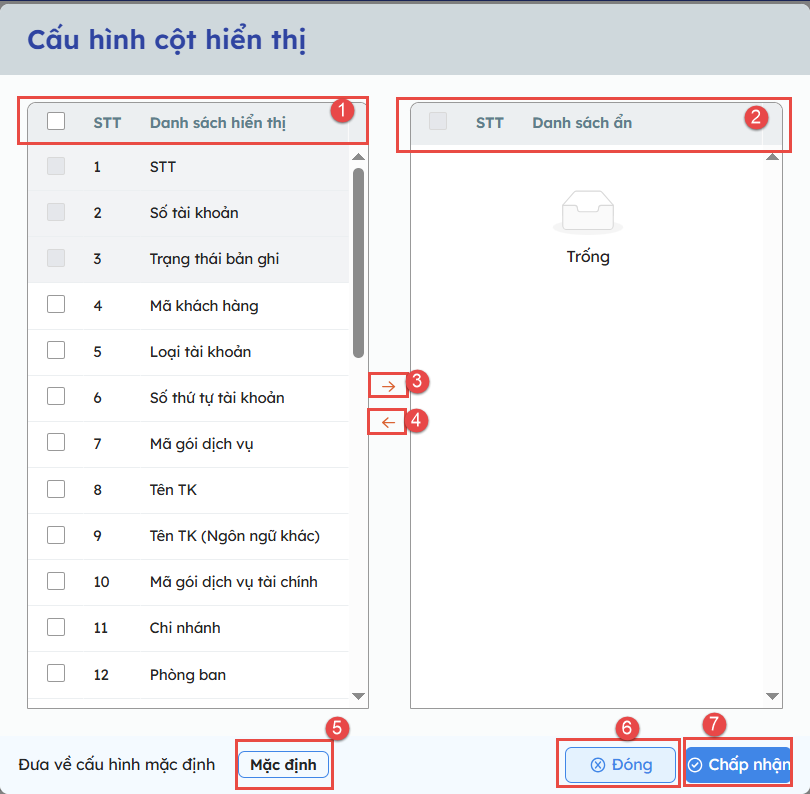 Cấu hình cột hiển thị
STT Danh sách hiển thị 1
STT Danh sách ẩn 2
1 STT
2 Số tài khoản
3 Trạng thái bản ghi
Trống
4 Mã khách hàng
5 Loại tài khoản
3
6 Số thứ tự tài khoản
4
7 Mã gói dịch vụ
8 Tên TK
9 Tên TK (Ngôn ngữ khác)
10 Mã gói dịch vụ tài chính
11 Chi nhánh
12 Phòng ban
5
6
7
Đưa về cấu hình mặc định Mặc định Đóng Chấp nhận